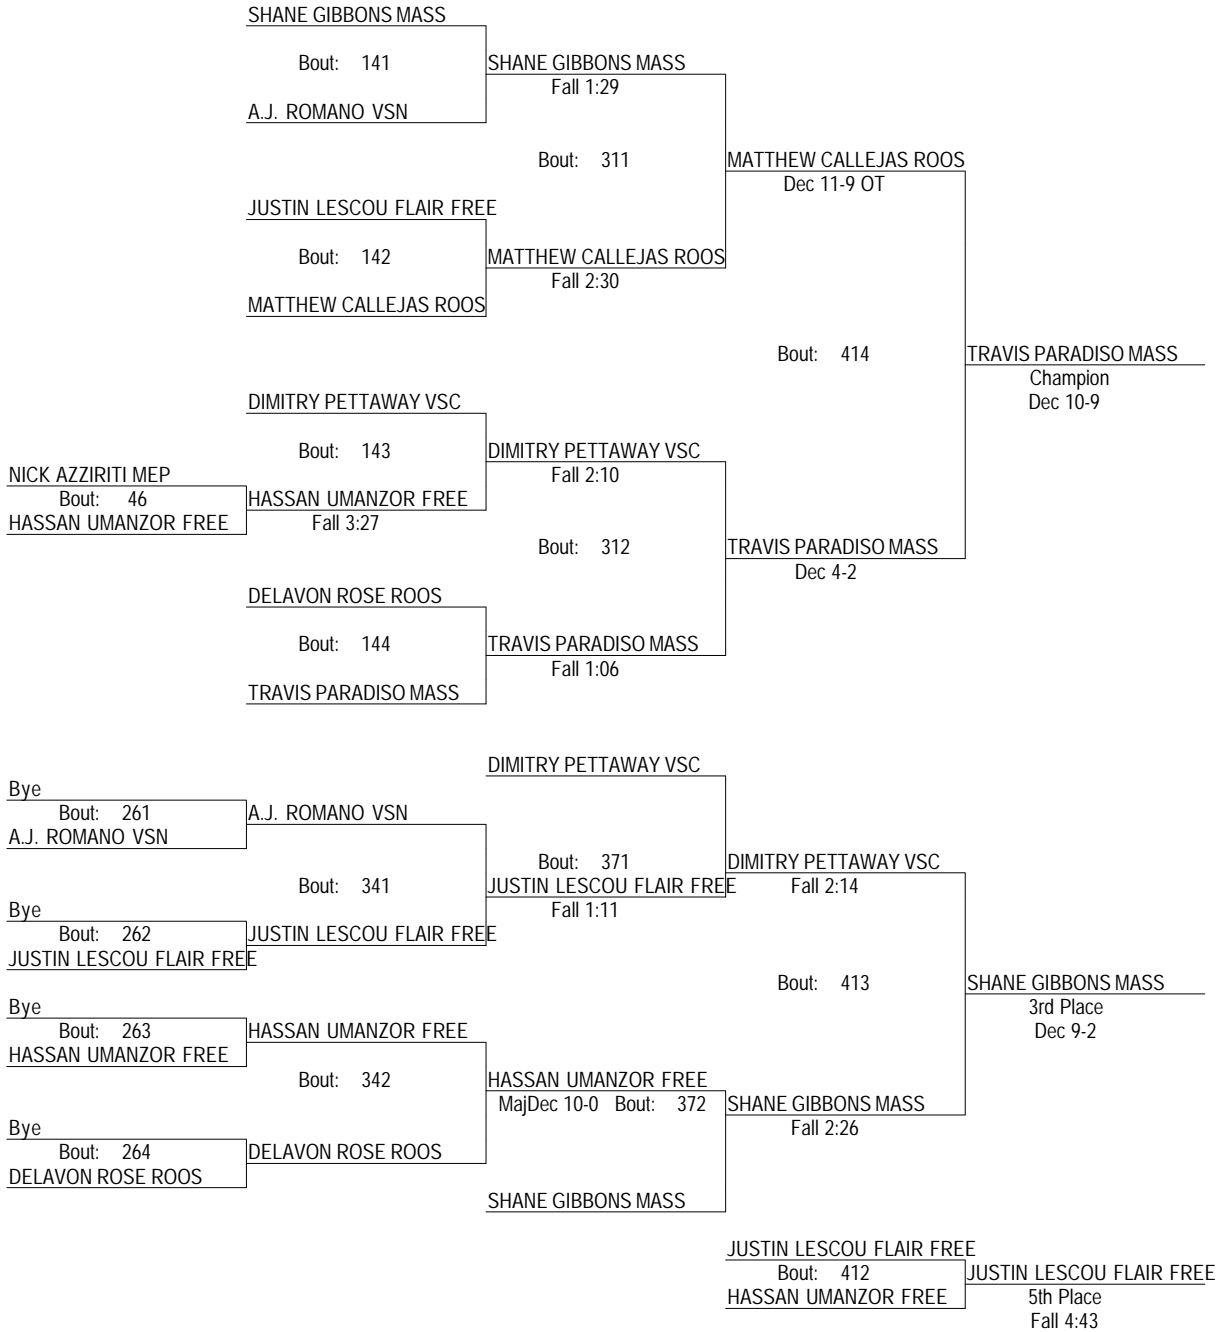 SHANE GIBBONS MASS
Bout: 141
SHANE GIBBONS MASS
Fall 1:29
A.J. ROMANO VSN
Bout: 311
MATTHEW CALLEJAS ROOS
Dec 11-9 OT
JUSTIN LESCOU FLAIR FREE
Bout: 142
MATTHEW CALLEJAS ROOS
Fall 2:30
MATTHEW CALLEJAS ROOS
Bout: 414
TRAVIS PARADISO MASS
Champion
Dec 10-9
DIMITRY PETTAWAY VSC
Bout: 143
DIMITRY PETTAWAY VSC
Fall 2:10
NICK AZZIRITI MEP
Bout: 46
HASSAN UMANZOR FREE
HASSAN UMANZOR FREE
Fall 3:27
Bout: 312
TRAVIS PARADISO MASS
Dec 4-2
DELAVON ROSE ROOS
Bout: 144
TRAVIS PARADISO MASS
Fall 1:06
TRAVIS PARADISO MASS
DIMITRY PETTAWAY VSC
Bye
Bout: 261
A.J. ROMANO VSN
A.J. ROMANO VSN
Bout: 371
DIMITRY PETTAWAY VSC
Fall 2:14
Bout: 341
JUSTIN LESCOU FLAIR FREE
Fall 1:11
Bye
Bout: 262
JUSTIN LESCOU FLAIR FREE
JUSTIN LESCOU FLAIR FREE
Bout: 413
SHANE GIBBONS MASS
3rd Place
Dec 9-2
Bye
Bout: 263
HASSAN UMANZOR FREE
HASSAN UMANZOR FREE
Bout: 342
HASSAN UMANZOR FREE
MajDec 10-0 Bout: 372
SHANE GIBBONS MASS
Fall 2:26
Bye
Bout: 264
DELAVON ROSE ROOS
DELAVON ROSE ROOS
SHANE GIBBONS MASS
JUSTIN LESCOU FLAIR FREE
Bout: 412
HASSAN UMANZOR FREE
JUSTIN LESCOU FLAIR FREE
5th Place
Fall 4:43